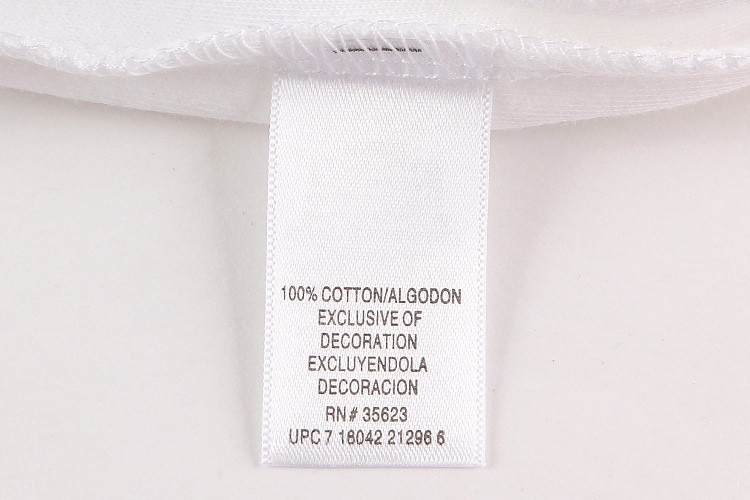 100% COTTON/ALGODON
EXCLUSIVE OF
DECORATION
EXCLUYENDOLA
DECORACION
RN# 35623
UPC 7 16042 21296 6